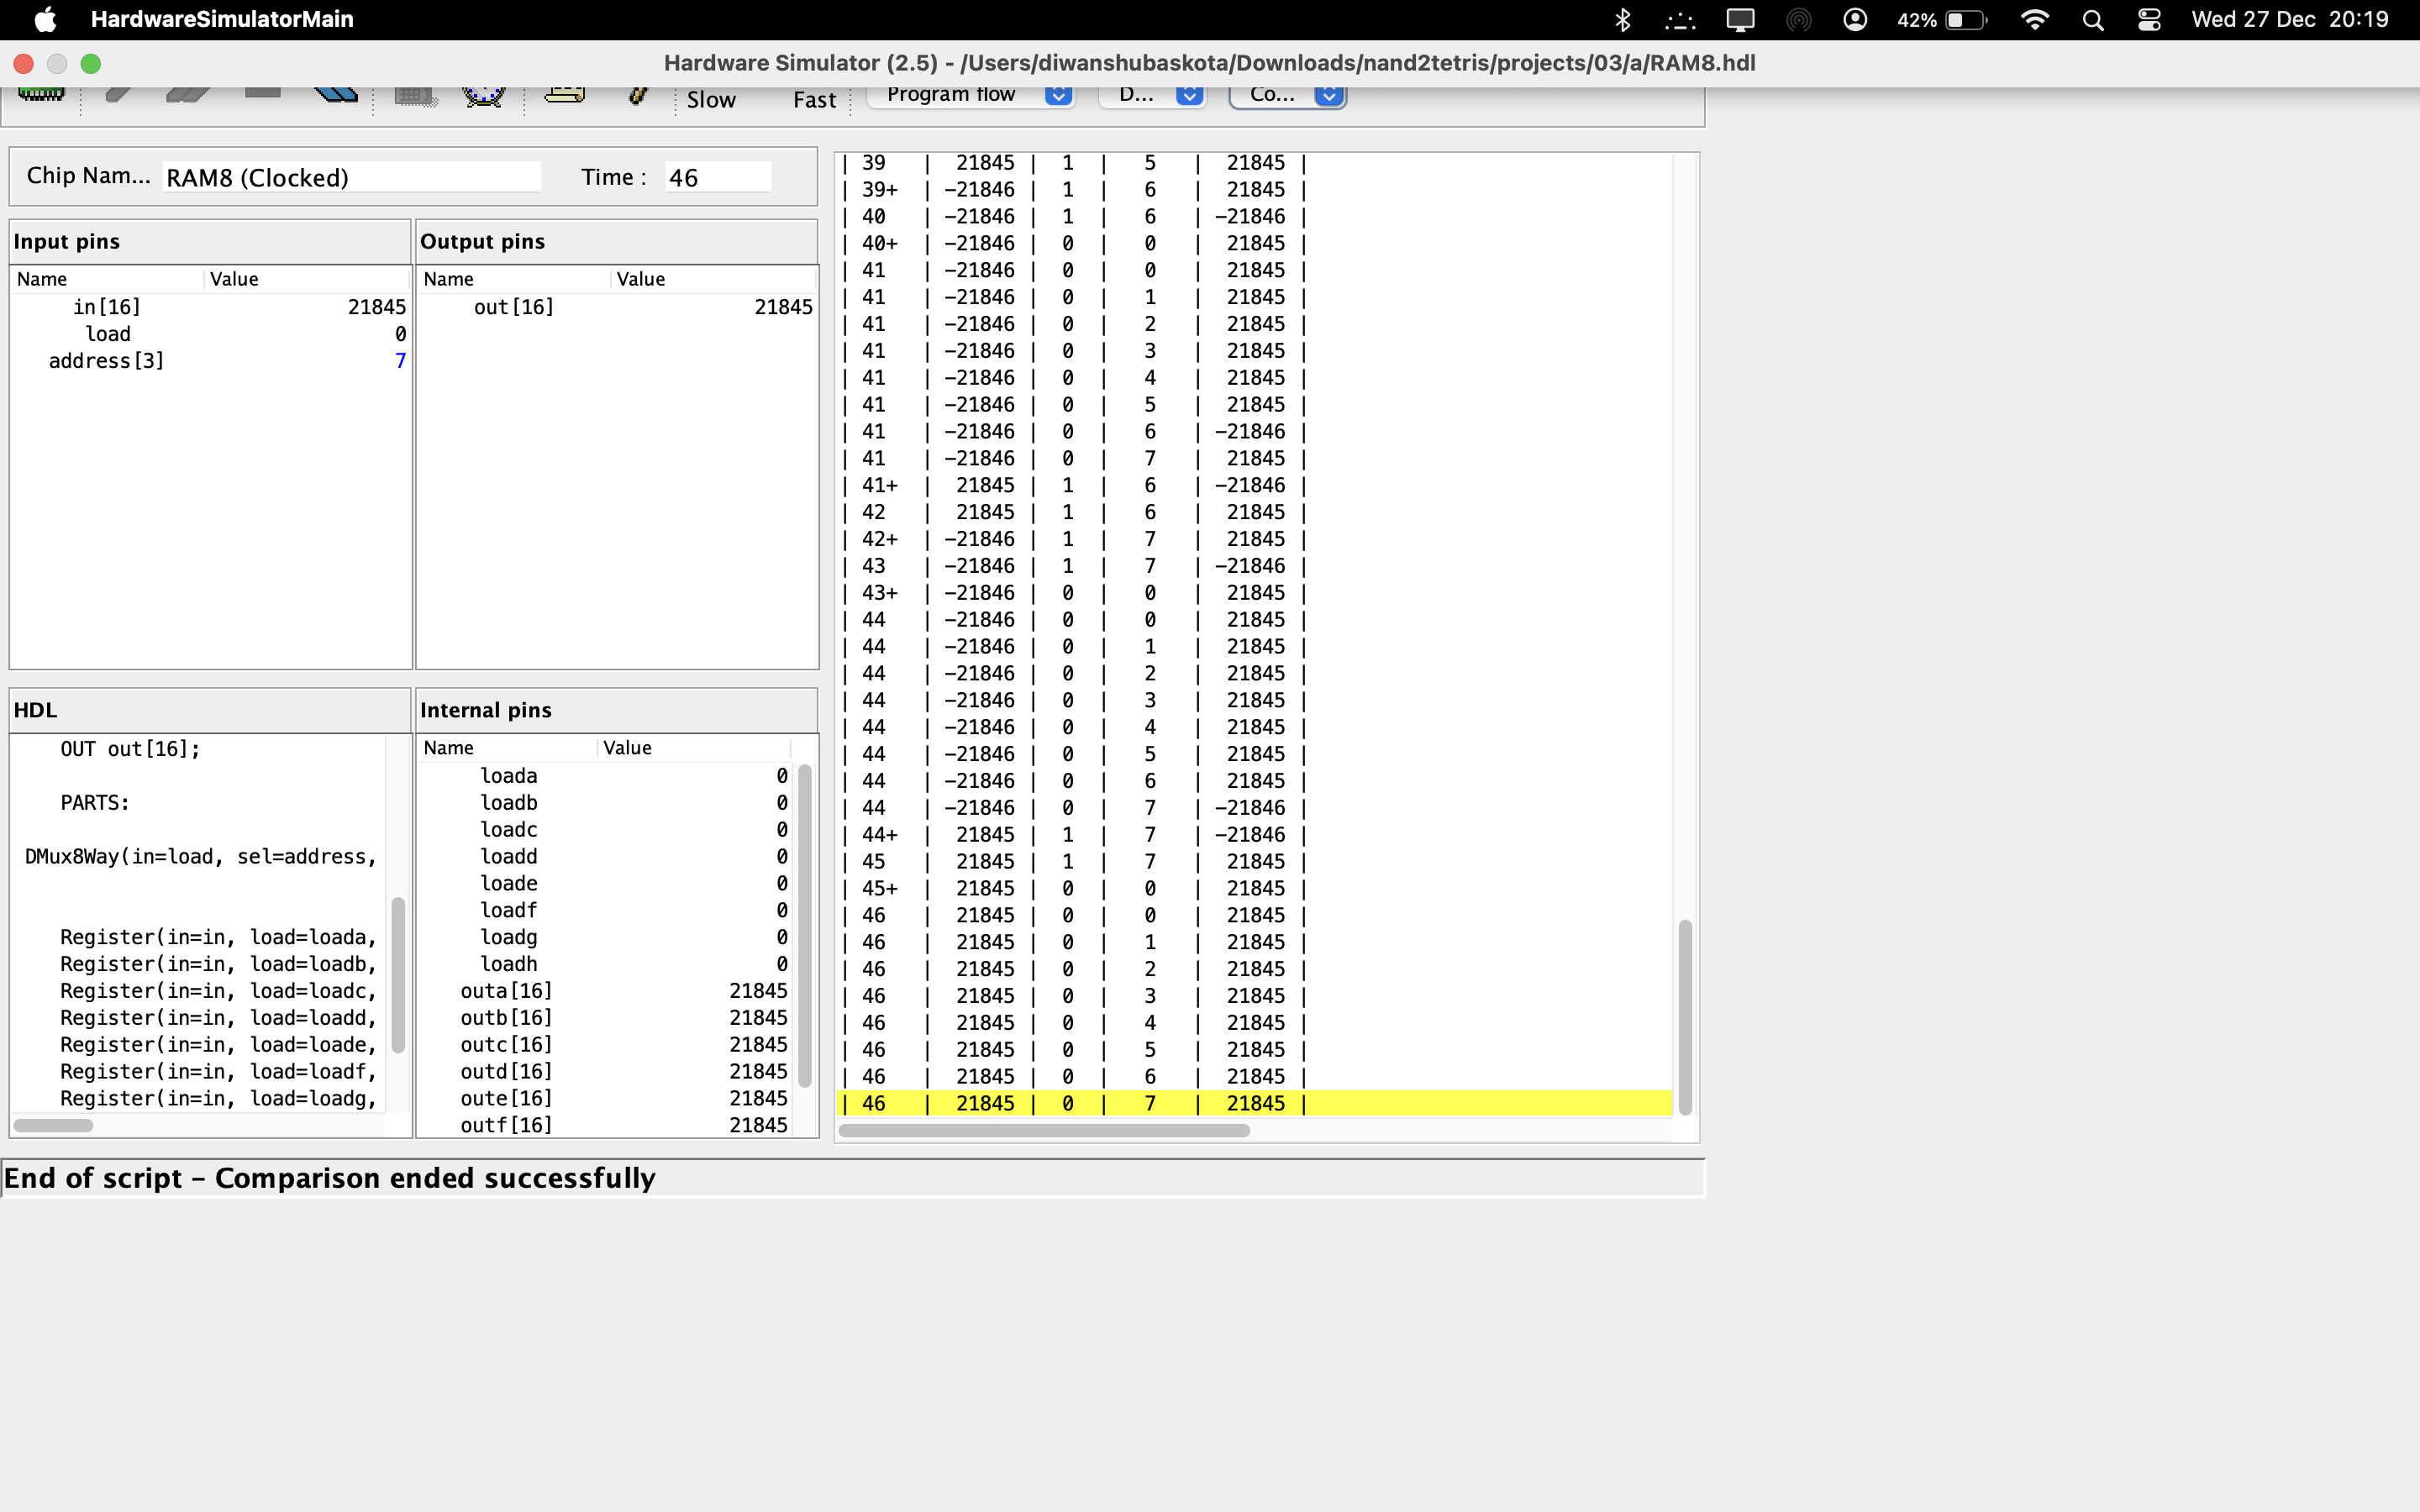 HardwareSimulatorMain 42% Wed 27 Dec 20:19
Hardware Simulator (2.5) - /Users/diwanshubaskota/Downloads/nand2tetris/projects/03/a/RAM8.hdl
Slow Fast Program flow D... Co...
Chip Nam... RAM8 (Clocked) Time : 46
Input pins
Name Value
in[16] 21845
load 0
address[3] 7
Output pins
Name Value
out[16] 21845
HDL
OUT out[16];
PARTS:
DMux8Way(in=load, sel=address,
Register(in=in, load=loada,
Register(in=in, load=loadb,
Register(in=in, load=loadc,
Register(in=in, load=loadd,
Register(in=in, load=loade,
Register(in=in, load=loadf,
Register(in=in, load=loadg,
Internal pins
Name Value
loada 0
loadb 0
loadc 0
loadd 0
loade 0
loadf 0
loadg 0
loadh 0
outa[16] 21845
outb[16] 21845
outc[16] 21845
outd[16] 21845
oute[16] 21845
outf[16] 21845
| 39 | 21845 | 1 | 5 | 21845 |
| 39+ | -21846 | 1 | 6 | 21845 |
| 40 | -21846 | 1 | 6 | -21846 |
| 40+ | -21846 | 0 | 0 | 21845 |
| 41 | -21846 | 0 | 0 | 21845 |
| 41 | -21846 | 0 | 1 | 21845 |
| 41 | -21846 | 0 | 2 | 21845 |
| 41 | -21846 | 0 | 3 | 21845 |
| 41 | -21846 | 0 | 4 | 21845 |
| 41 | -21846 | 0 | 5 | 21845 |
| 41 | -21846 | 0 | 6 | -21846 |
| 41 | -21846 | 0 | 7 | 21845 |
| 41+ | 21845 | 1 | 6 | -21846 |
| 42 | 21845 | 1 | 6 | 21845 |
| 42+ | -21846 | 1 | 7 | 21845 |
| 43 | -21846 | 1 | 7 | -21846 |
| 43+ | -21846 | 0 | 0 | 21845 |
| 44 | -21846 | 0 | 0 | 21845 |
| 44 | -21846 | 0 | 1 | 21845 |
| 44 | -21846 | 0 | 2 | 21845 |
| 44 | -21846 | 0 | 3 | 21845 |
| 44 | -21846 | 0 | 4 | 21845 |
| 44 | -21846 | 0 | 5 | 21845 |
| 44 | -21846 | 0 | 6 | 21845 |
| 44 | -21846 | 0 | 7 | -21846 |
| 44+ | 21845 | 1 | 7 | -21846 |
| 45 | 21845 | 1 | 7 | 21845 |
| 45+ | 21845 | 0 | 0 | 21845 |
| 46 | 21845 | 0 | 0 | 21845 |
| 46 | 21845 | 0 | 1 | 21845 |
| 46 | 21845 | 0 | 2 | 21845 |
| 46 | 21845 | 0 | 3 | 21845 |
| 46 | 21845 | 0 | 4 | 21845 |
| 46 | 21845 | 0 | 5 | 21845 |
| 46 | 21845 | 0 | 6 | 21845 |
| 46 | 21845 | 0 | 7 | 21845 |
End of script – Comparison ended successfully